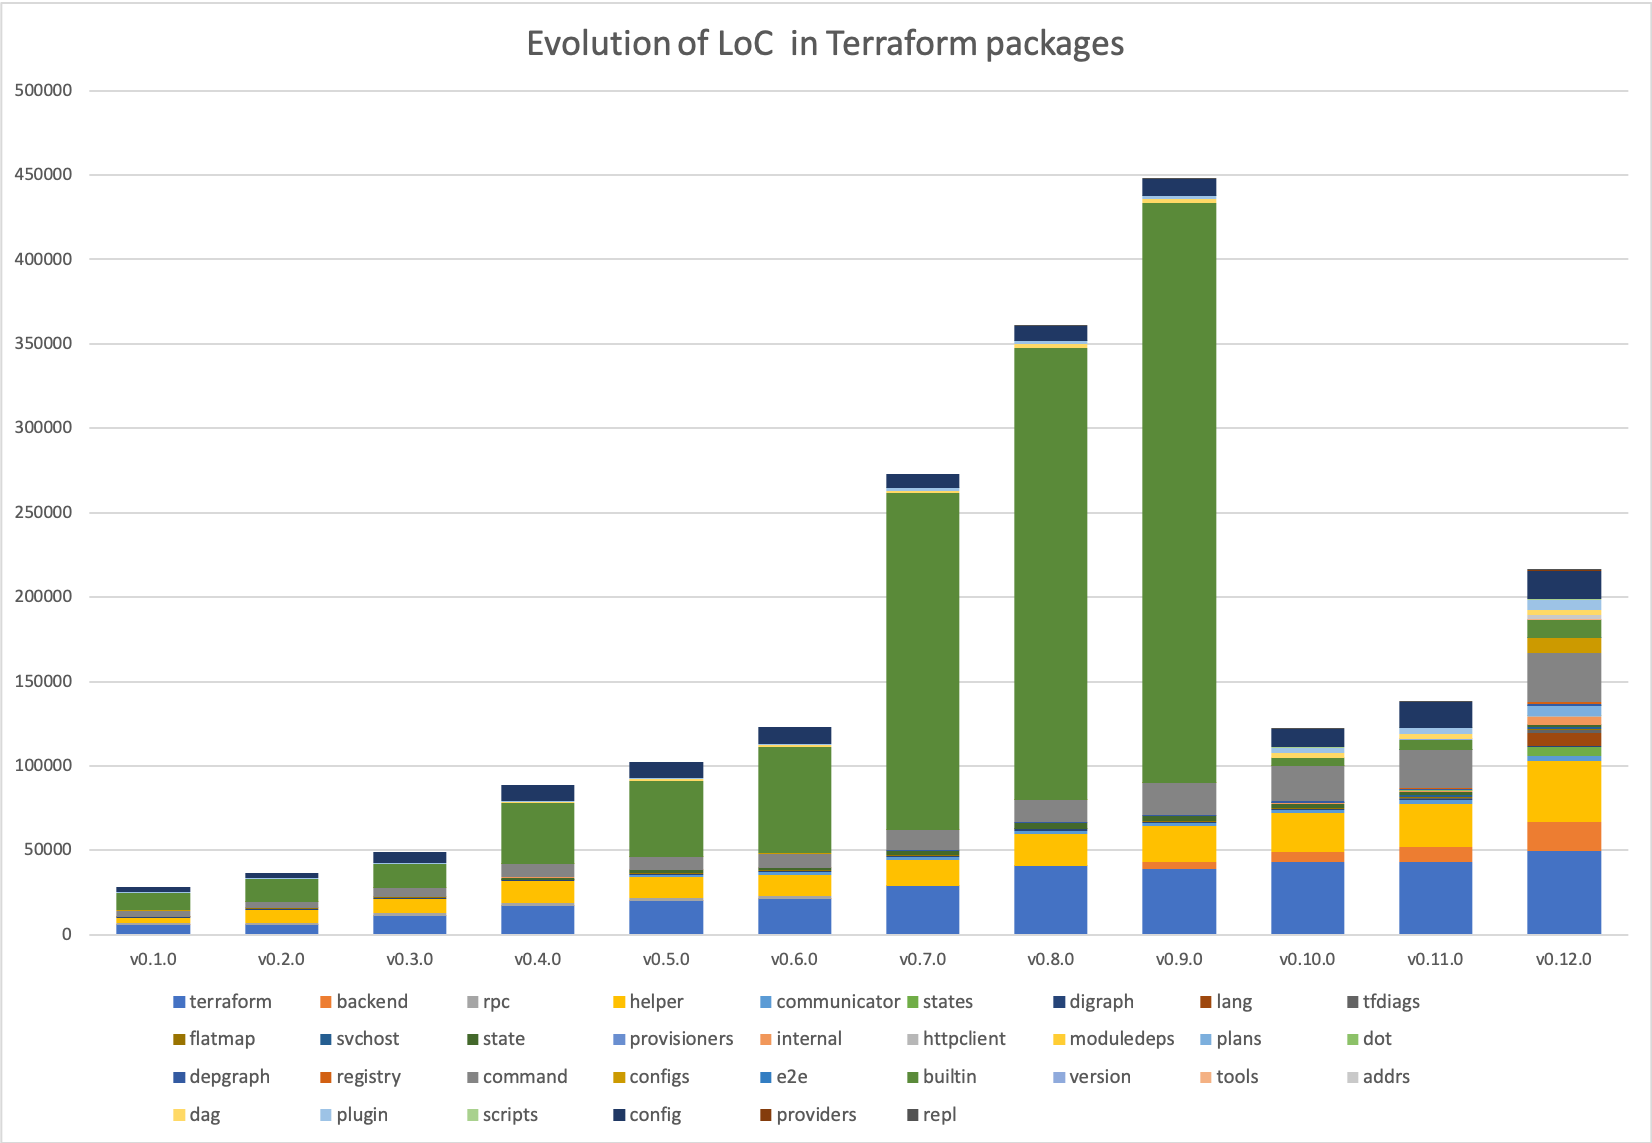 Evolution of LoC  in Terraform packages
500000
450000
400000
350000
300000
250000
200000
150000
100000
50000
0
v0.1.0 v0.2.0 v0.3.0 v0.4.0 v0.5.0 v0.6.0 v0.7.0 v0.8.0 v0.9.0 v0.10.0 v0.11.0 v0.12.0
terraform backend rpc helper communicator states digraph lang tfdiags
flatmap svchost state provisioners internal httpclient moduledeps plans dot
depgraph registry command configs e2e builtin version tools addrs
dag plugin scripts config providers repl